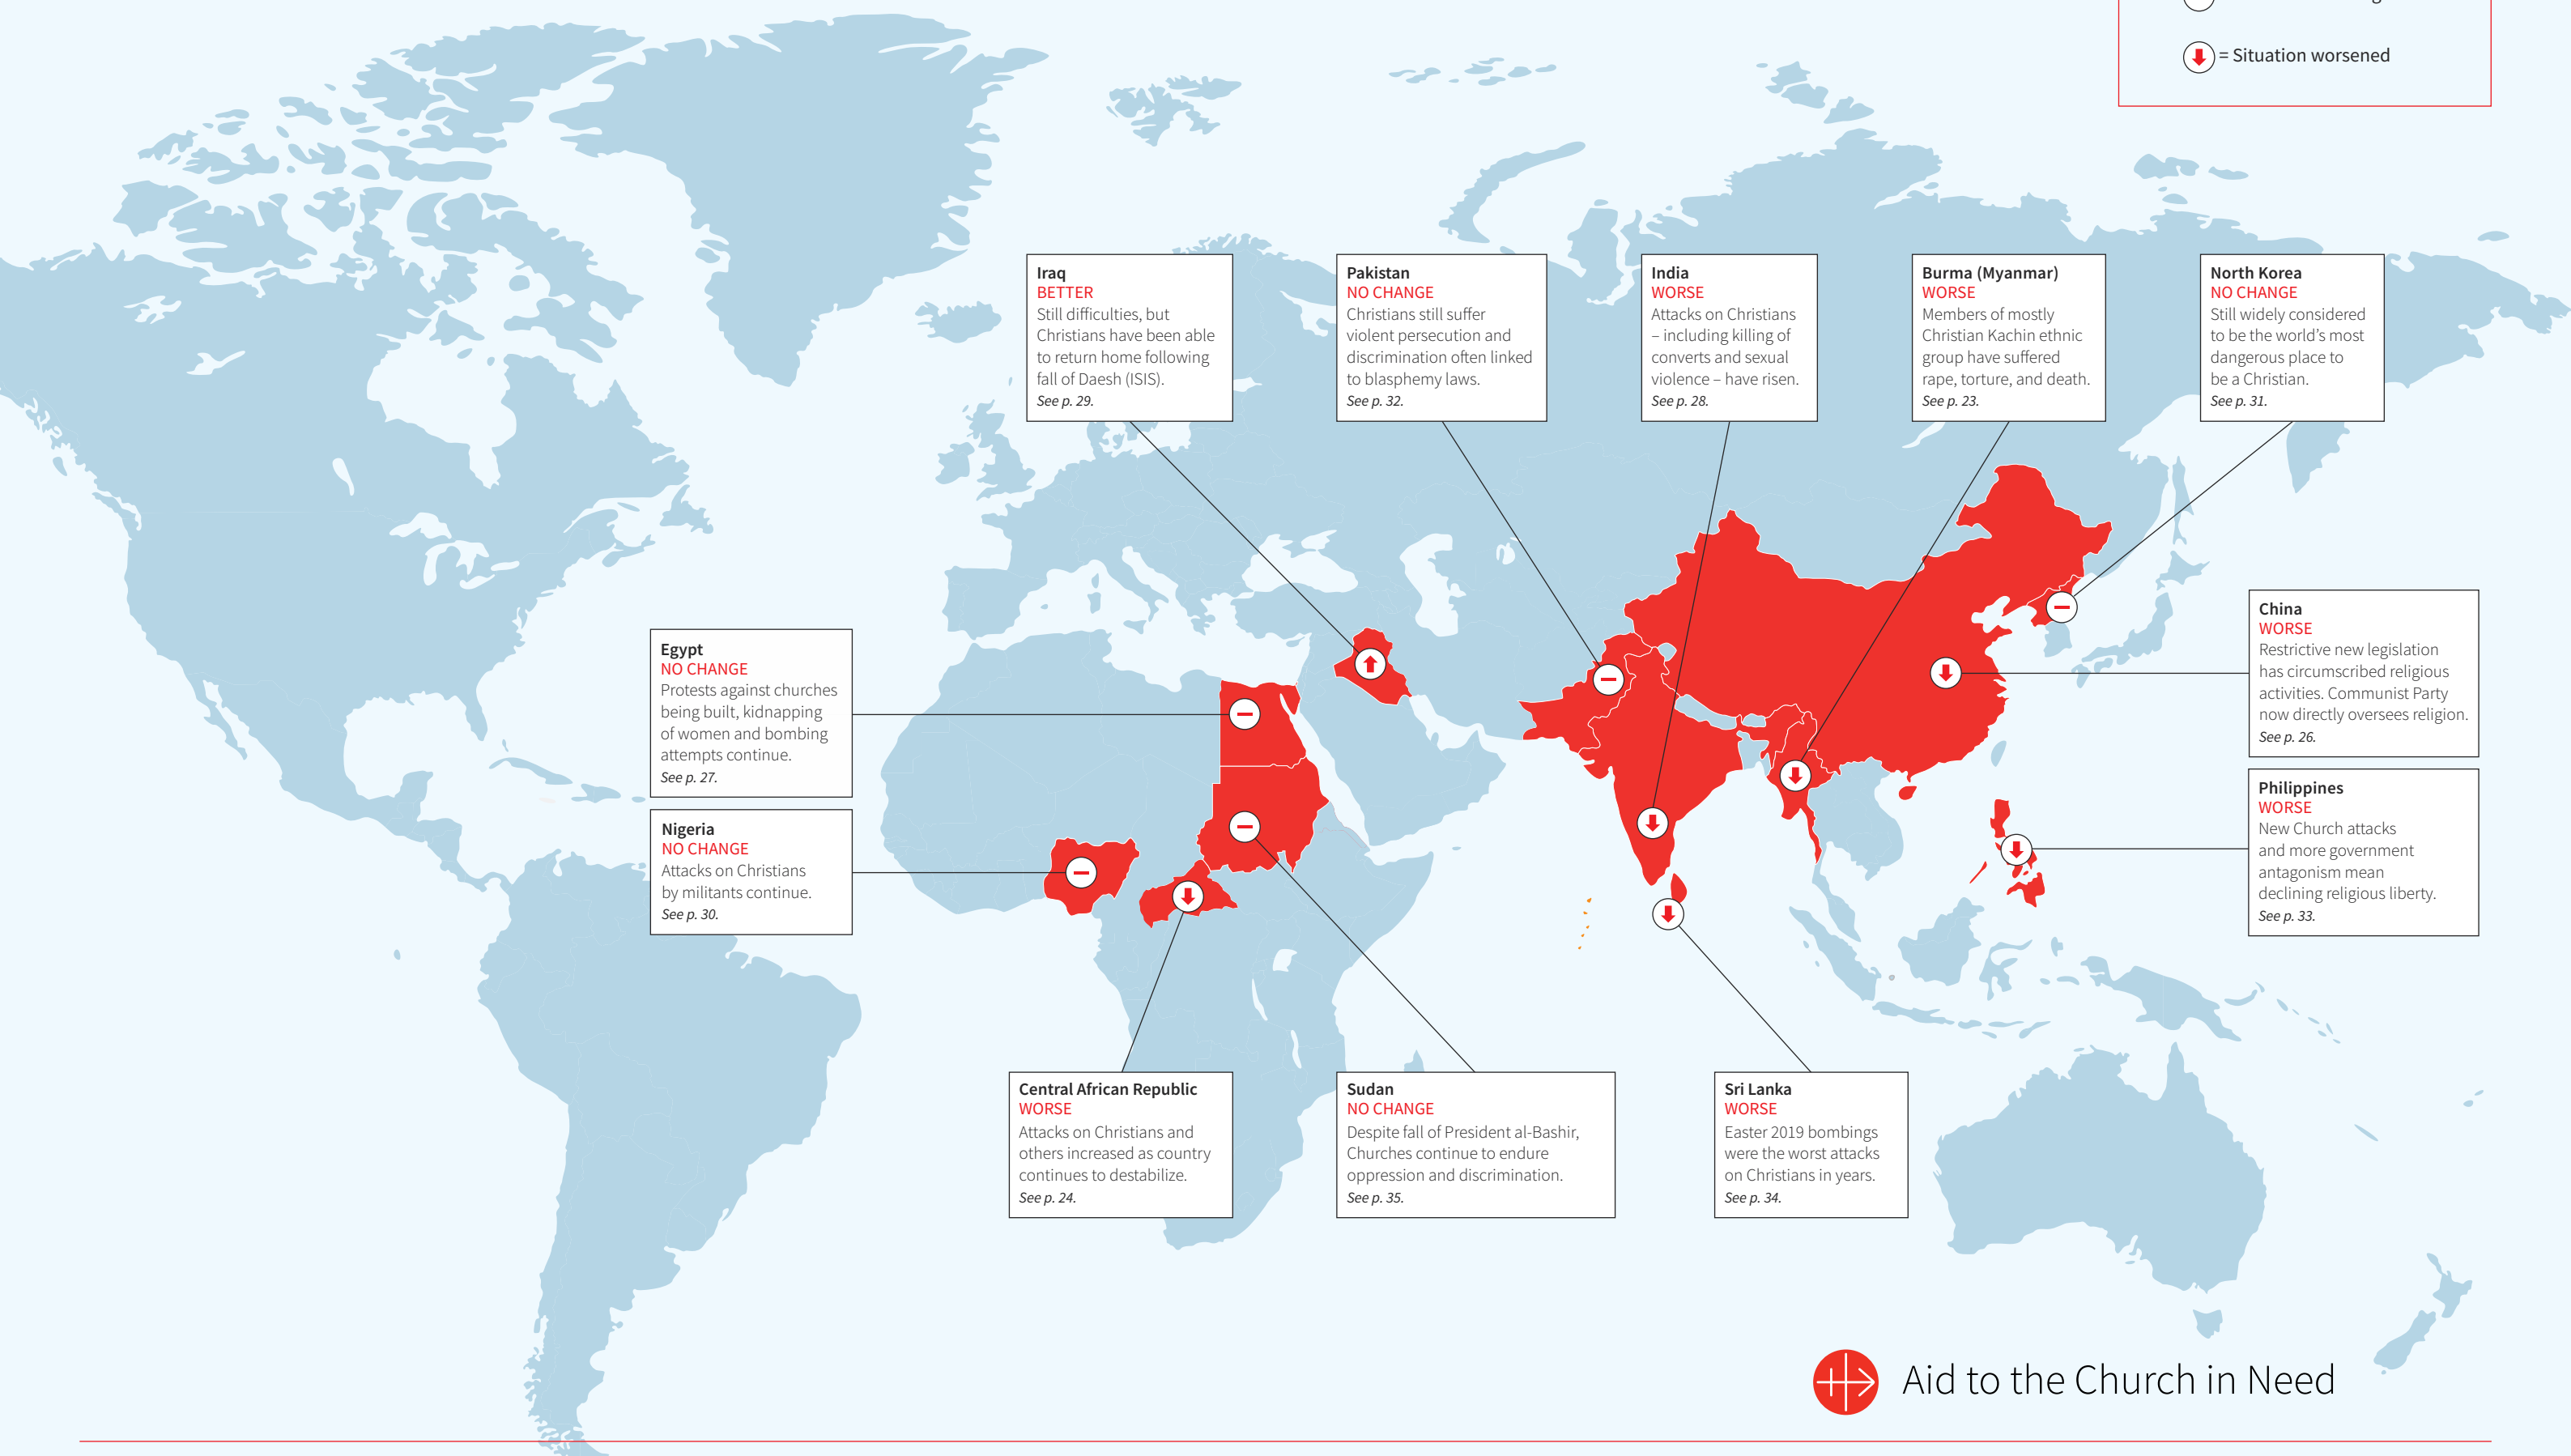 = Situation worsened
Iraq
BETTER
Still difficulties, but
Christians have been able
to return home following
fall of Daesh (ISIS).
See p. 29.
Pakistan
NO CHANGE
Christians still suffer
violent persecution and
discrimination often linked
to blasphemy laws.
See p. 32.
India
WORSE
Attacks on Christians
– including killing of
converts and sexual
violence – have risen.
See p. 28.
Burma (Myanmar)
WORSE
Members of mostly
Christian Kachin ethnic
group have suffered
rape, torture, and death.
See p. 23.
North Korea
NO CHANGE
Still widely considered
to be the world’s most
dangerous place to
be a Christian.
See p. 31.
Egypt
NO CHANGE
Protests against churches
being built, kidnapping
of women and bombing
attempts continue.
See p. 27.
China
WORSE
Restrictive new legislation
has circumscribed religious
activities. Communist Party
now directly oversees religion.
See p. 26.
Nigeria
NO CHANGE
Attacks on Christians
by militants continue.
See p. 30.
Philippines
WORSE
New Church attacks
and more government
antagonism mean
declining religious liberty.
See p. 33.
Central African Republic
WORSE
Attacks on Christians and
others increased as country
continues to destabilize.
See p. 24.
Sudan
NO CHANGE
Despite fall of President al-Bashir,
Churches continue to endure
oppression and discrimination.
See p. 35.
Sri Lanka
WORSE
Easter 2019 bombings
were the worst attacks
on Christians in years.
See p. 34.
Aid to the Church in Need